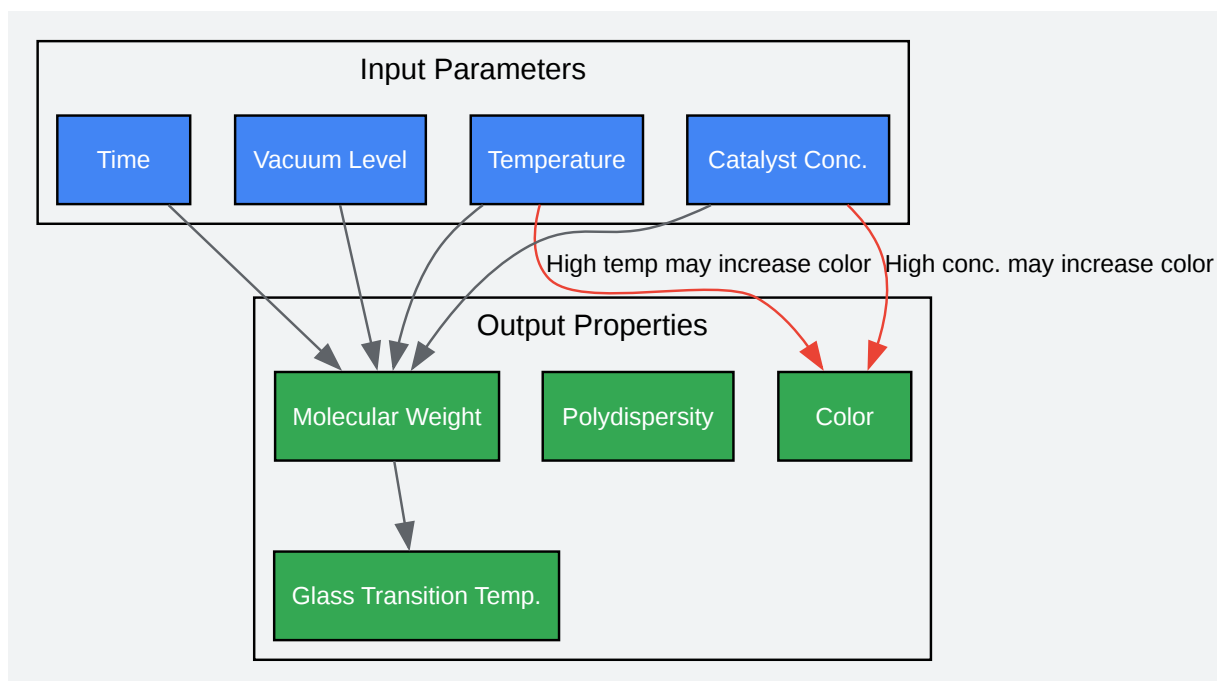 Input Parameters
Time
Vacuum Level
Temperature
Catalyst Conc.
High temp may increase color
High conc. may increase color
Output Properties
Molecular Weight
Polydispersity
Color
Glass Transition Temp.